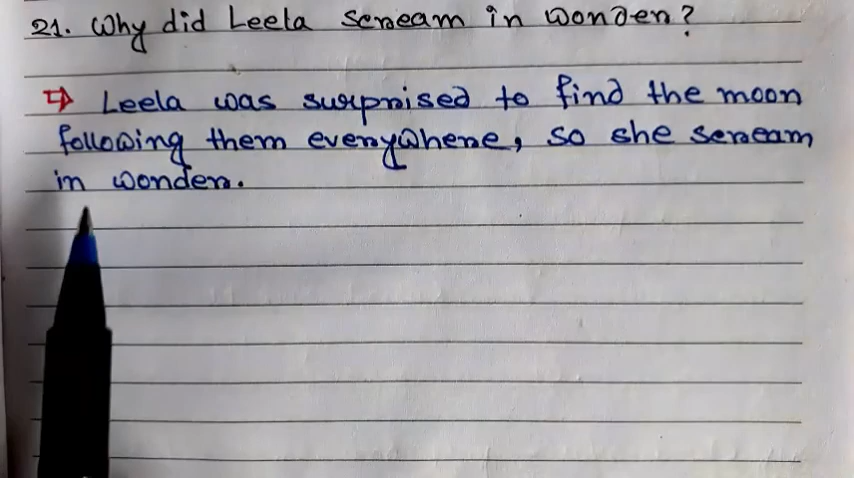 21. Why did Leela scream in wonder?
⇒ Leela was surprised to find the moon
following them everywhere, so she scream
in wonder.